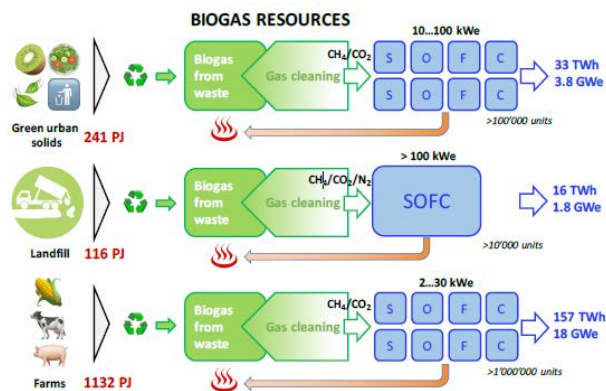 BIOGAS RESOURCES
Green urban
solids
241 PJ
Biogas
from
waste
Gas cleaning
CH4/CO2
10...100 kWe
S O F C
S O F C
>100'000 units
33 TWh
3.8 GWe
Landfill
116 PJ
Biogas
from
waste
Gas cleaning
CH4/CO2/N2
> 100 kWe
SOFC
>10'000 units
16 TWh
1.8 GWe
Farms
1132 PJ
Biogas
from
waste
Gas cleaning
CH4/CO2
2...30 kWe
S O F C
S O F C
>1'000'000 units
157 TWh
18 GWe